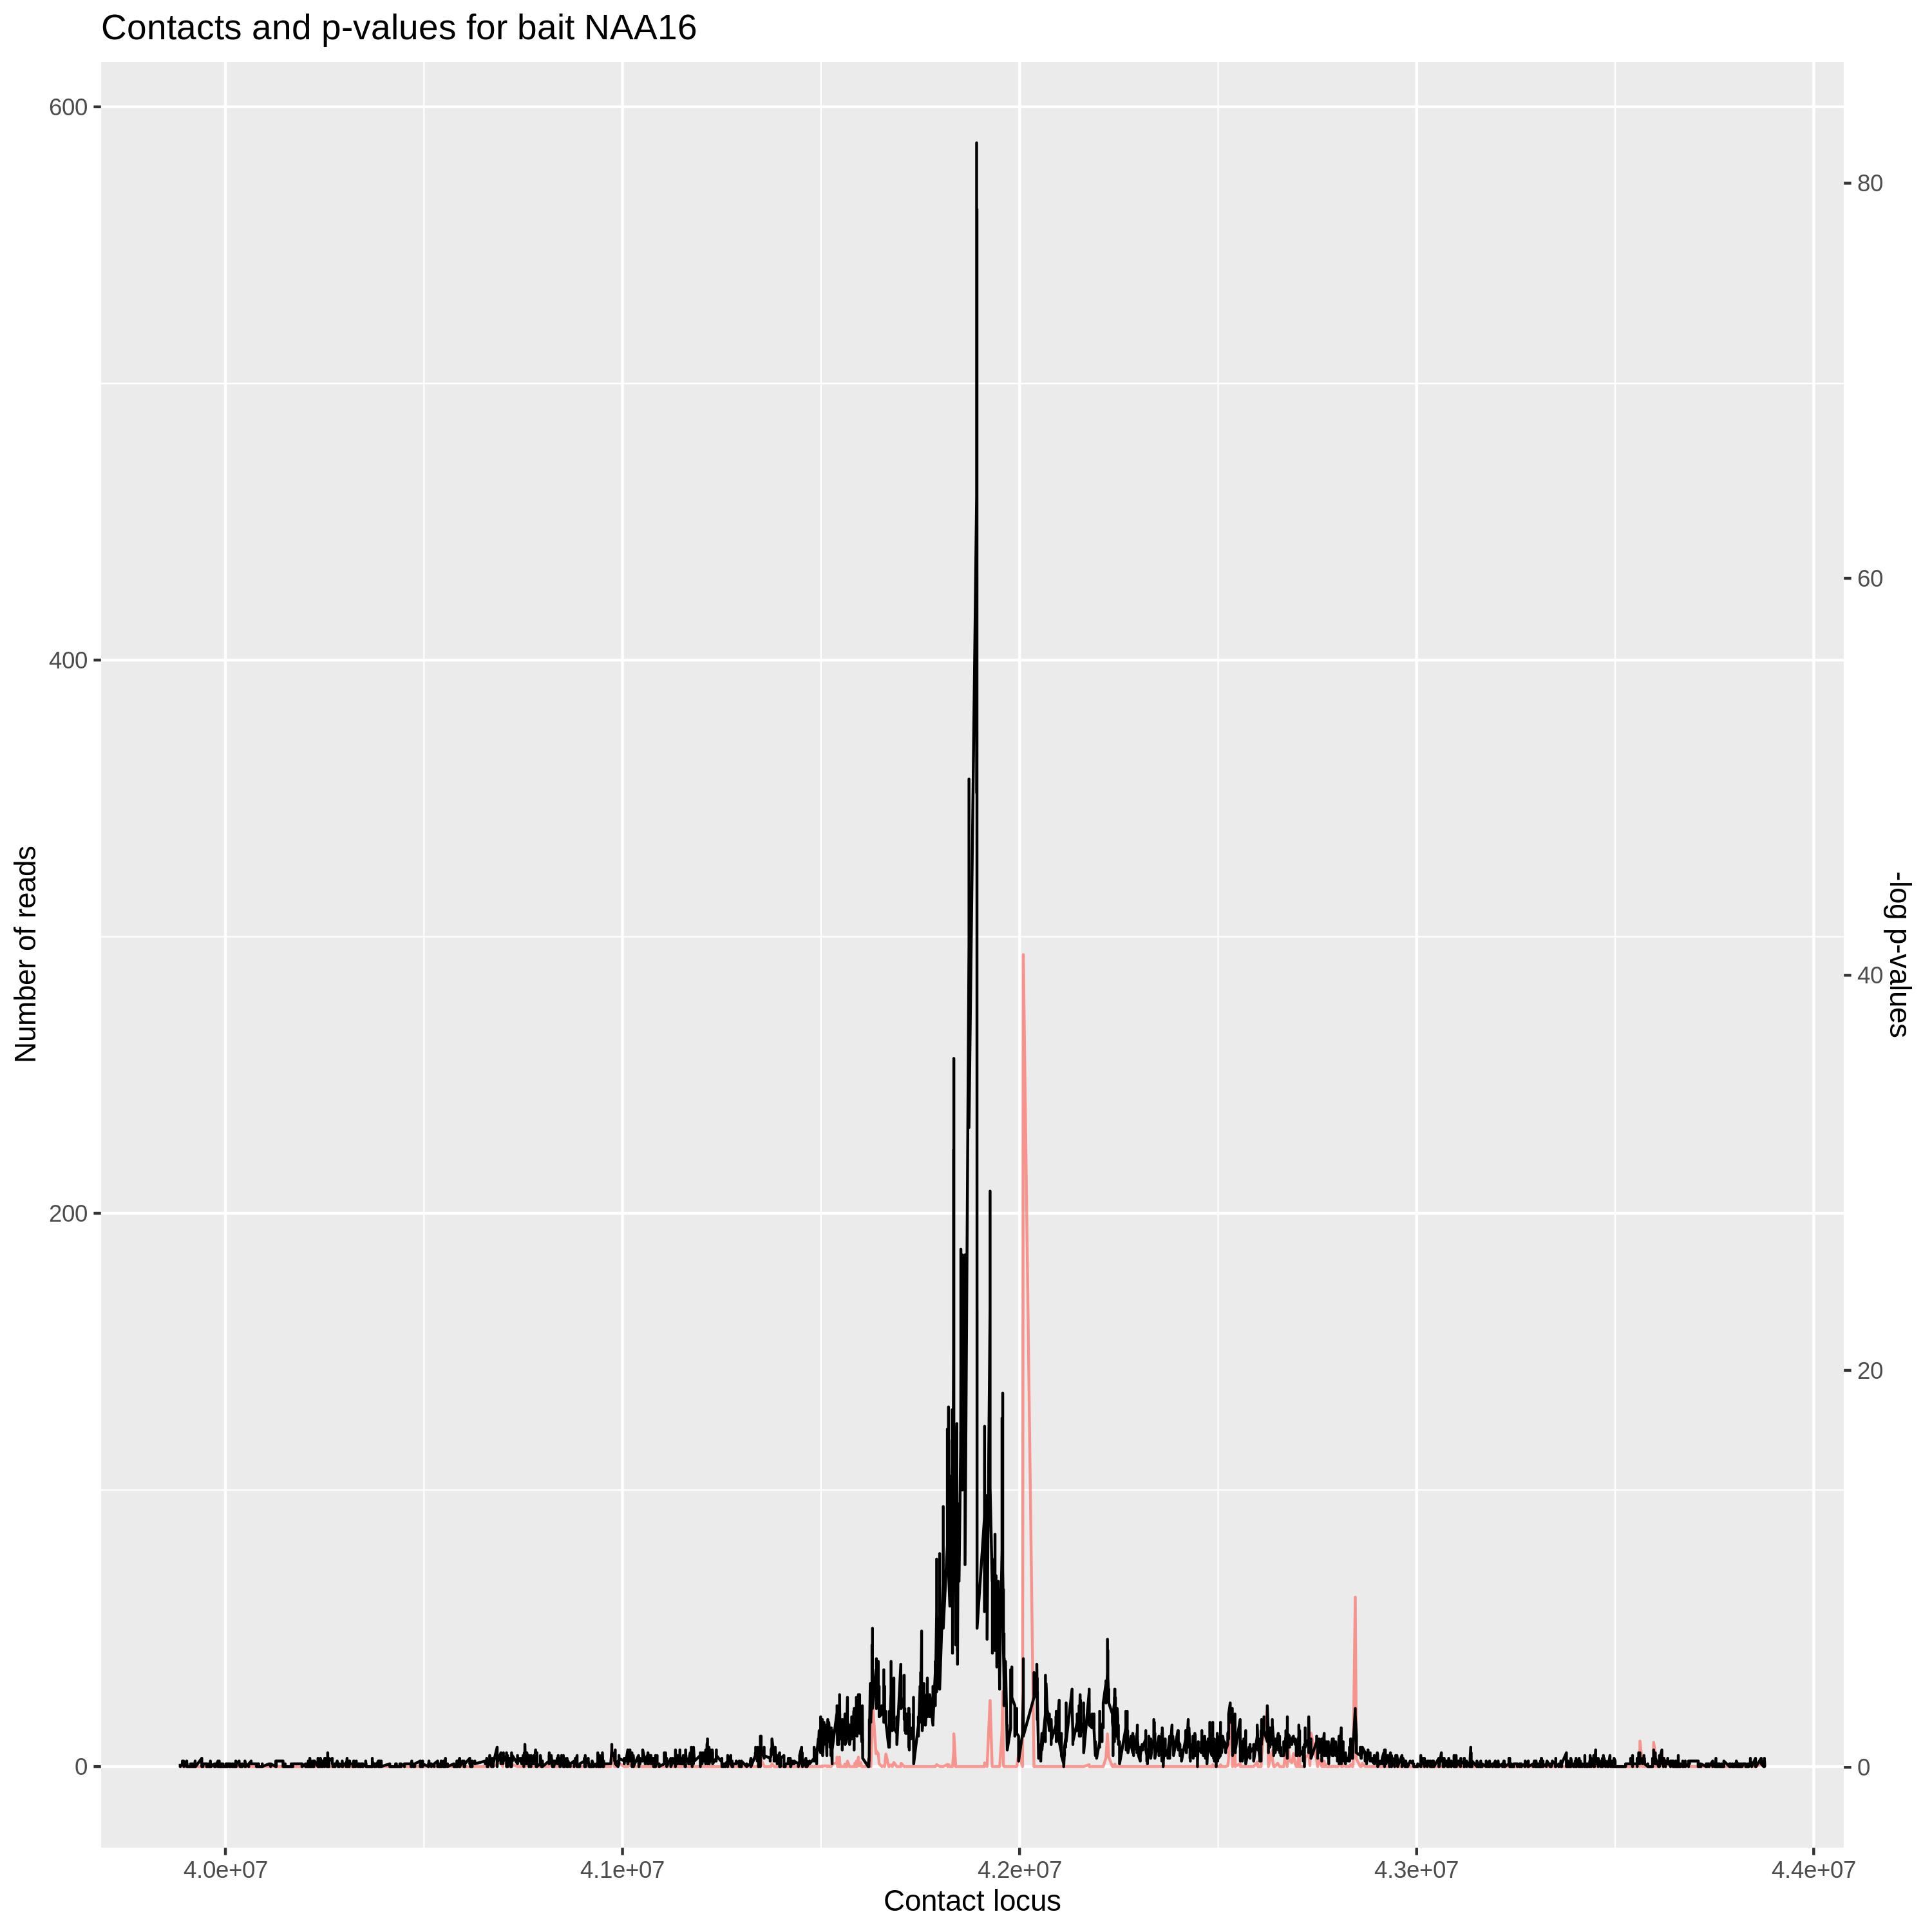 Contacts and p-values for bait NAA16
600
400
200
0
Number of reads
80
60
40
20
0
-log p-values
4.0e+07 4.1e+07 4.2e+07 4.3e+07 4.4e+07
Contact locus